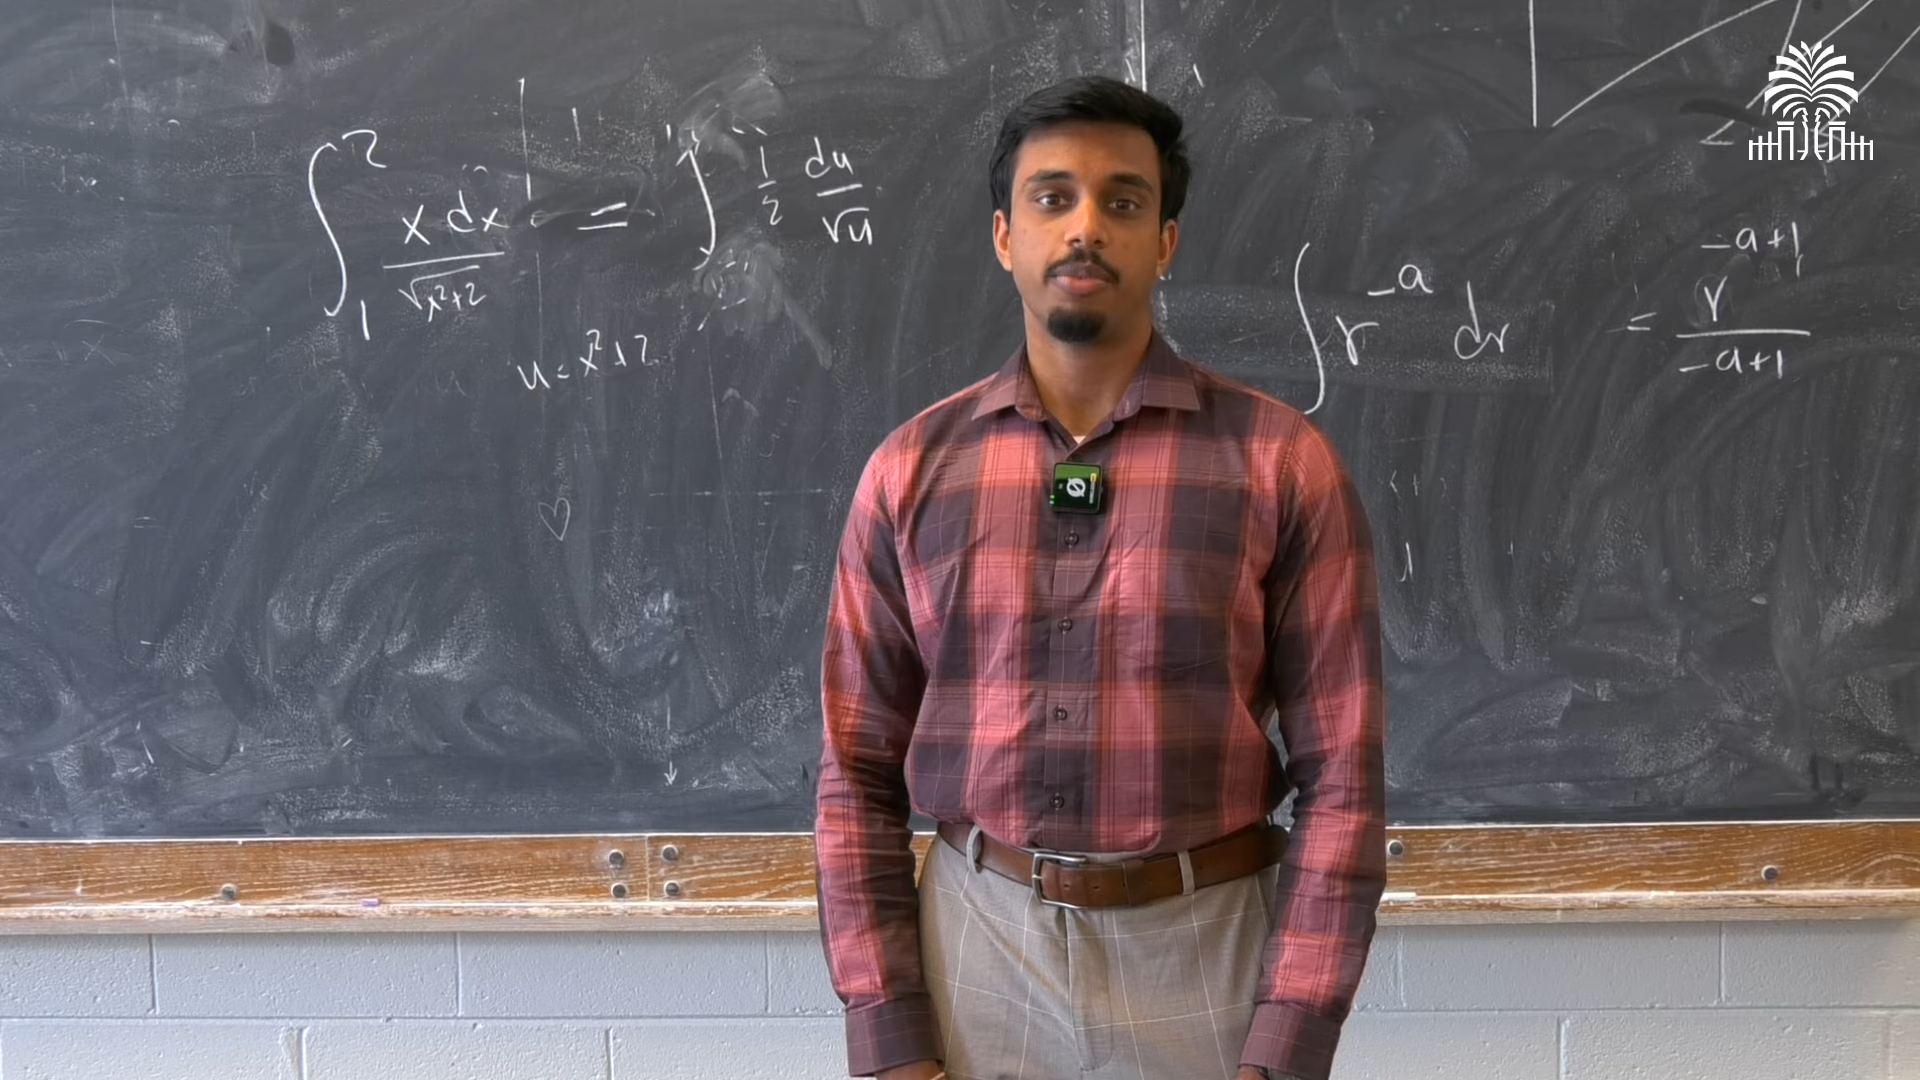 ∫₁² x dx / √(x²+2) = ∫ 1/2 du/√u
u = x²+2
∫ r^(-a) dr = r^(-a+1) / (-a+1)